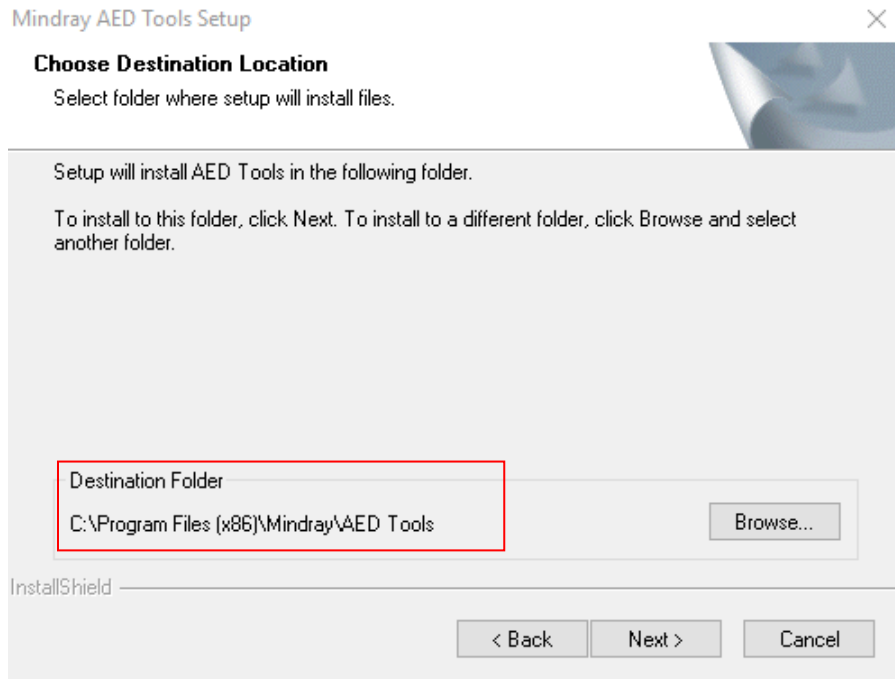 Mindray AED Tools Setup
Choose Destination Location
Select folder where setup will install files.
Setup will install AED Tools in the following folder.
To install to this folder, click Next. To install to a different folder, click Browse and select
another folder.
Destination Folder
C:\Program Files (x86)\Mindray\AED Tools
Browse...
InstallShield
< Back
Next >
Cancel